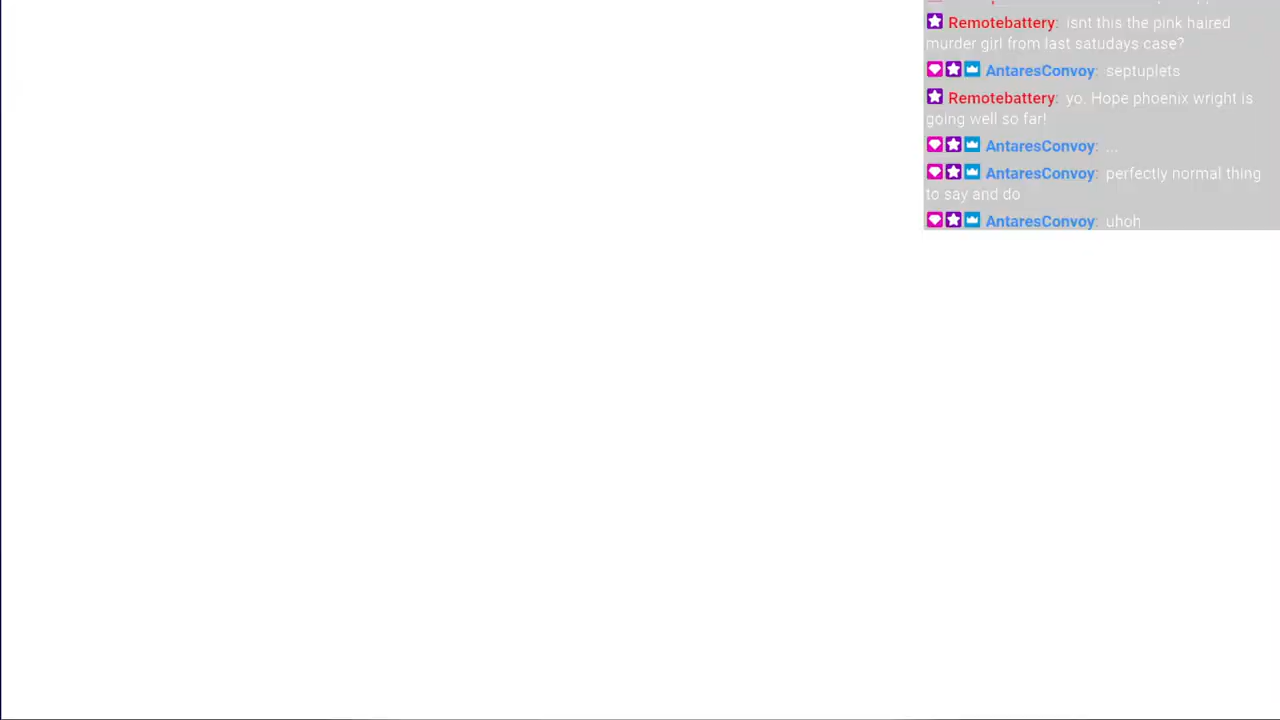 Remotebattery: isnt this the pink haired
murder girl from last satudays case?
AntaresConvoy: septuplets
Remotebattery: yo. Hope phoenix wright is
going well so far!
AntaresConvoy: ...
AntaresConvoy: perfectly normal thing
to say and do
AntaresConvoy: uhoh